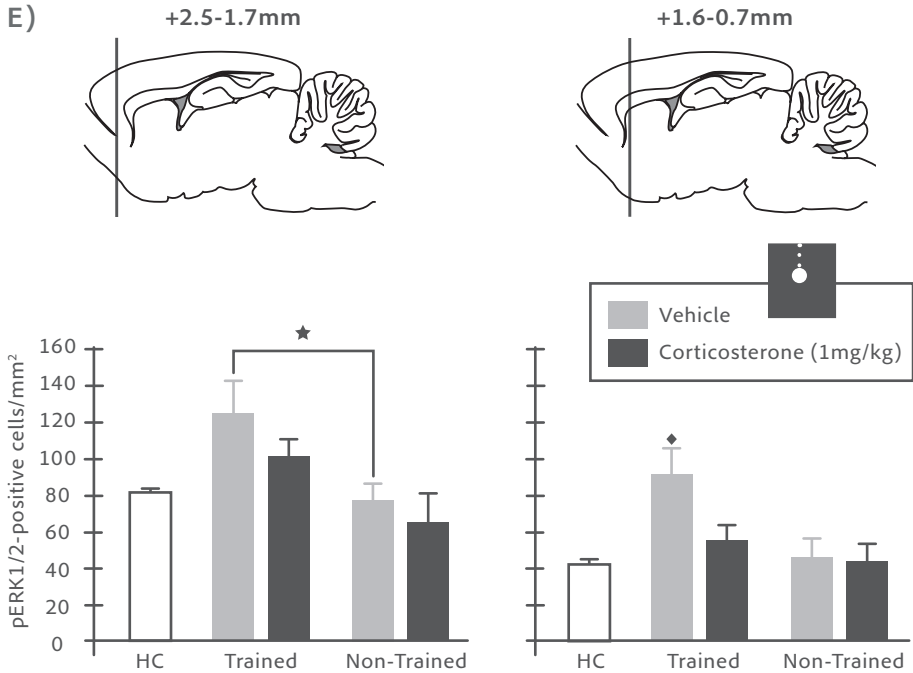 E)
+2.5-1.7mm
+1.6-0.7mm
Vehicle
Corticosterone (1mg/kg)
pERK1/2-positive cells/mm²
160
140
120
100
80
60
40
20
0
HC Trained Non-Trained
HC Trained Non-Trained